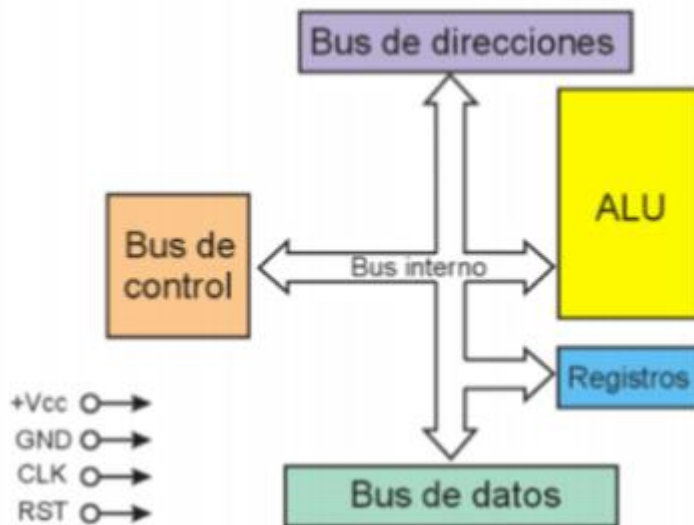 Bus de direcciones
ALU
Bus de
control
Bus interno
Registros
+Vcc
GND
CLK
RST
Bus de datos